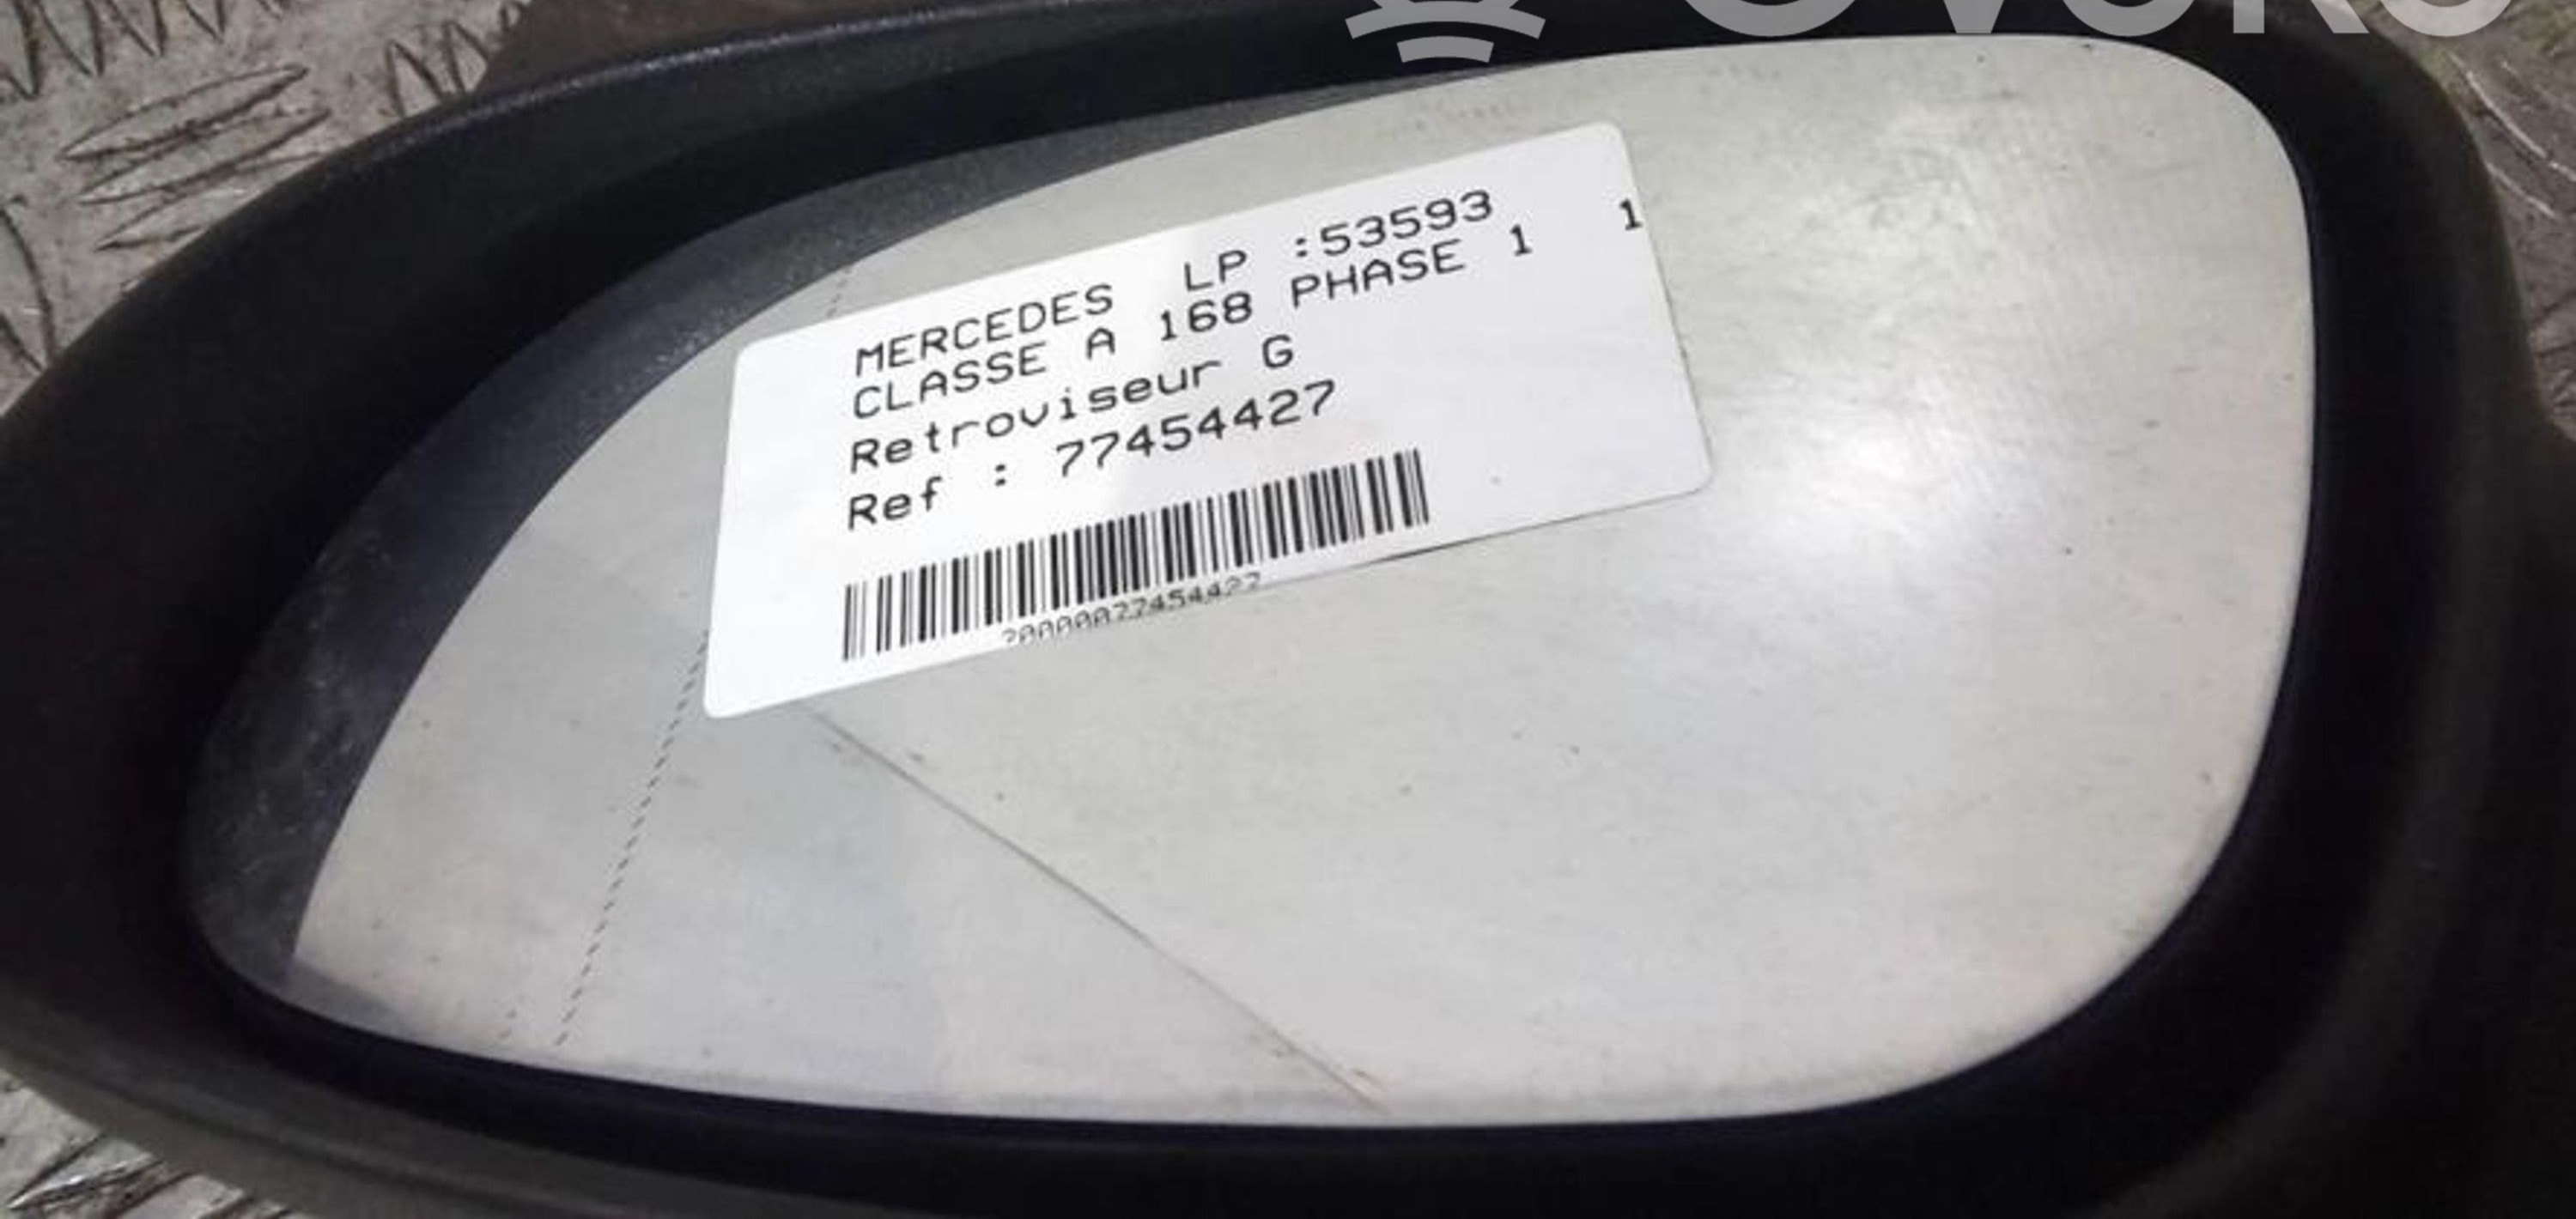 MERCEDES LP :53593
CLASSE A 168 PHASE 1 1
Retroviseur G
Ref : 77454427